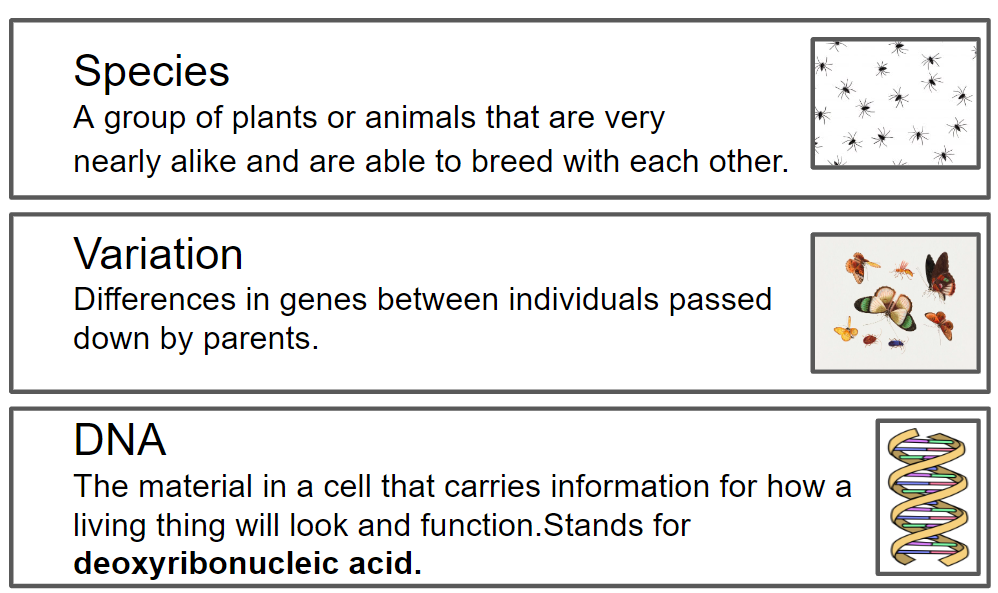 Species
A group of plants or animals that are very
nearly alike and are able to breed with each other.
Variation
Differences in genes between individuals passed
down by parents.
DNA
The material in a cell that carries information for how a
living thing will look and function.Stands for
deoxyribonucleic acid.